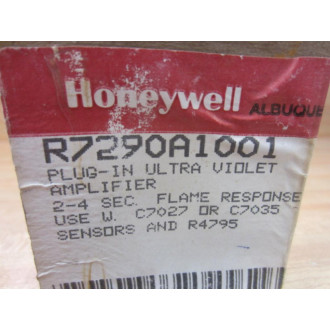 Honeywell
ALBUQUE
R7290A1001
PLUG-IN ULTRA VIOLET
AMPLIFIER
2-4 SEC. FLAME RESPONSE
USE W. C7027 OR C7035
SENSORS AND R4795